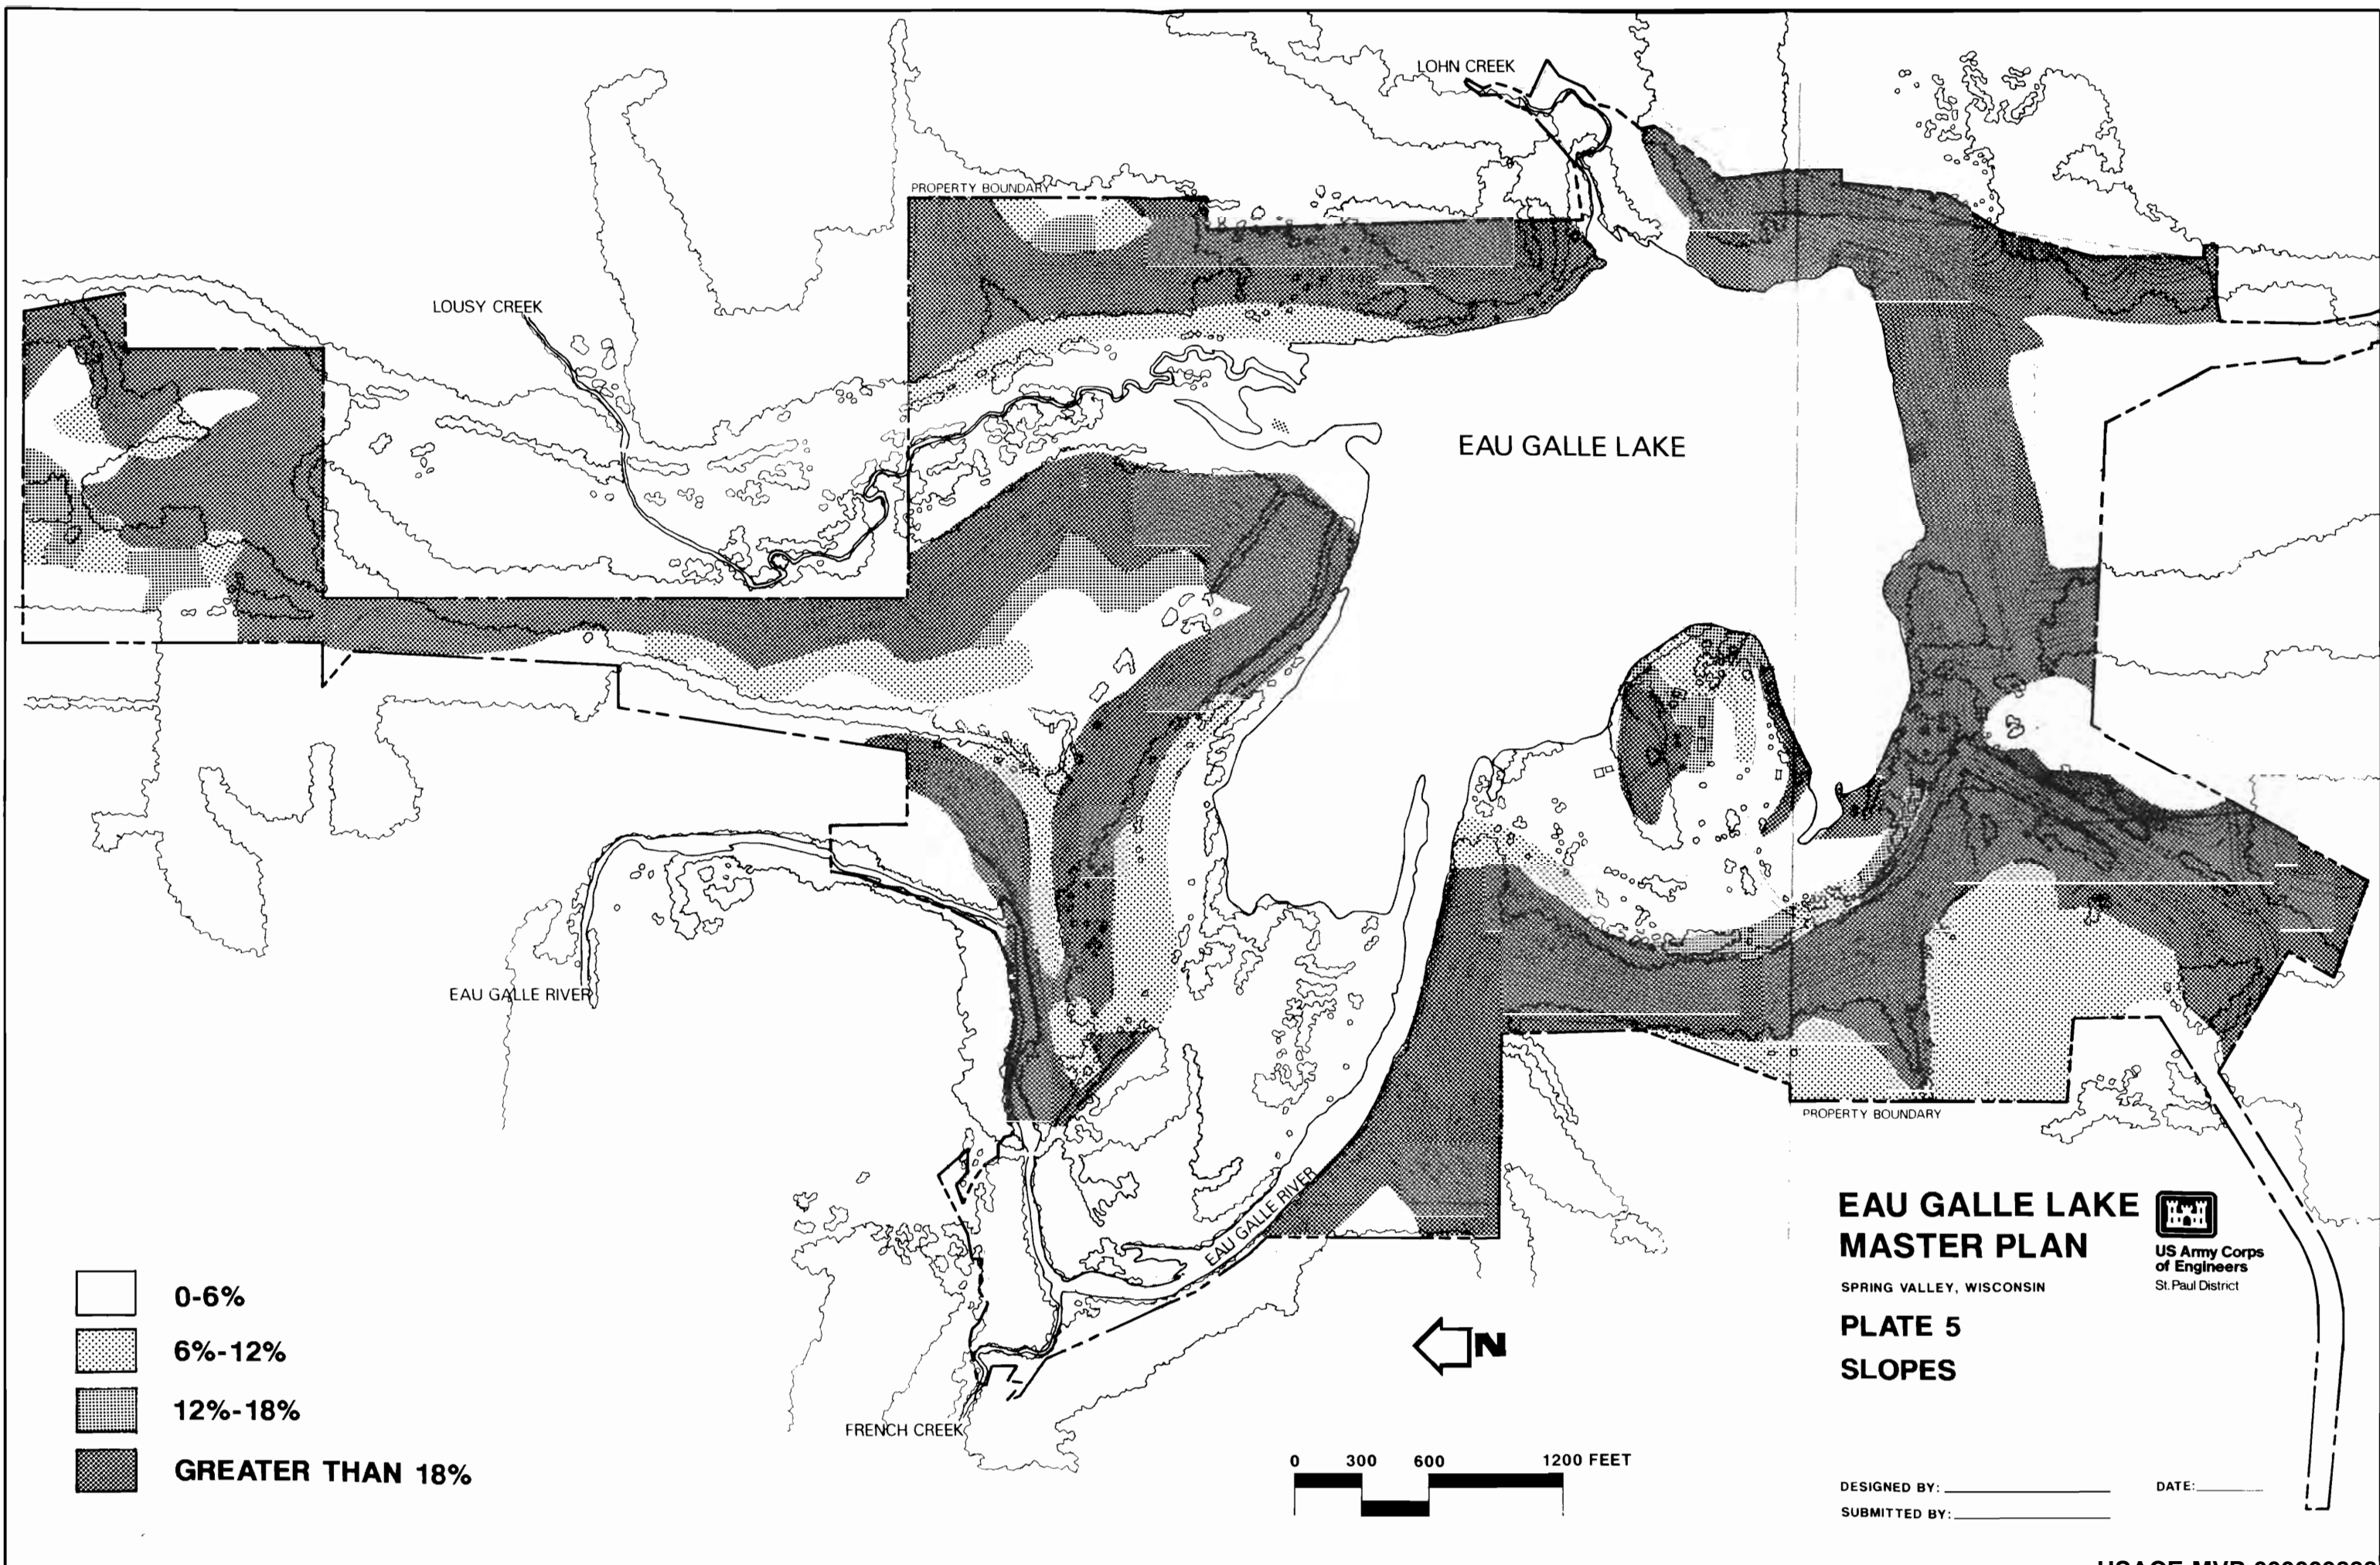 LOHN CREEK
PROPERTY BOUNDARY
LOUSY CREEK
EAU GALLE LAKE
EAU GALLE RIVER
PROPERTY BOUNDARY
EAU GALLE RIVER
FRENCH CREEK
0-6%
6%-12%
12%-18%
GREATER THAN 18%
N
0 300 600 1200 FEET
EAU GALLE LAKE
MASTER PLAN
SPRING VALLEY, WISCONSIN
PLATE 5
SLOPES
US Army Corps
of Engineers
St. Paul District
DESIGNED BY:
DATE:
SUBMITTED BY: